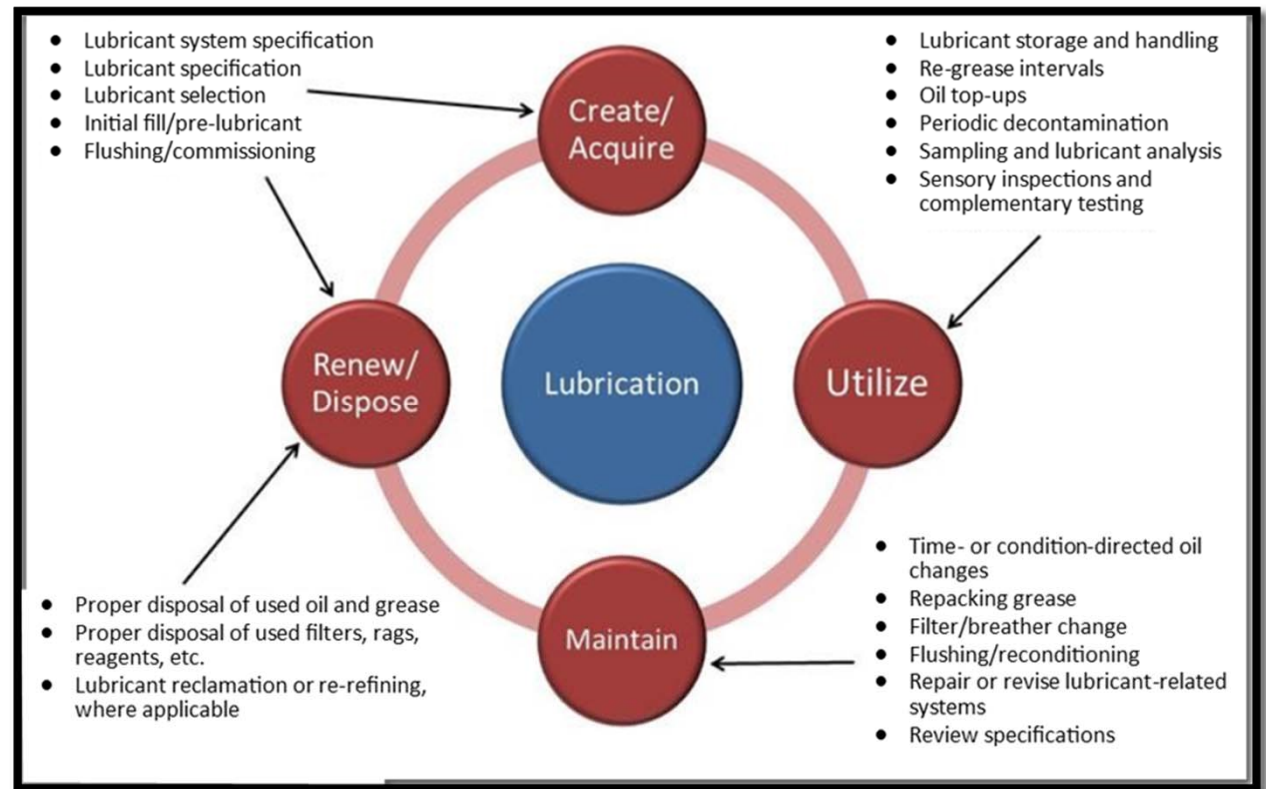 • Lubricant system specification
• Lubricant specification
• Lubricant selection
• Initial fill/pre-lubricant
• Flushing/commissioning
• Lubricant storage and handling
• Re-grease intervals
• Oil top-ups
• Periodic decontamination
• Sampling and lubricant analysis
• Sensory inspections and
complementary testing
Create/
Acquire
Renew/
Dispose
Lubrication
Utilize
Maintain
• Proper disposal of used oil and grease
• Proper disposal of used filters, rags,
reagents, etc.
• Lubricant reclamation or re-refining,
where applicable
• Time- or condition-directed oil
changes
• Repacking grease
• Filter/breather change
• Flushing/reconditioning
• Repair or revise lubricant-related
systems
• Review specifications